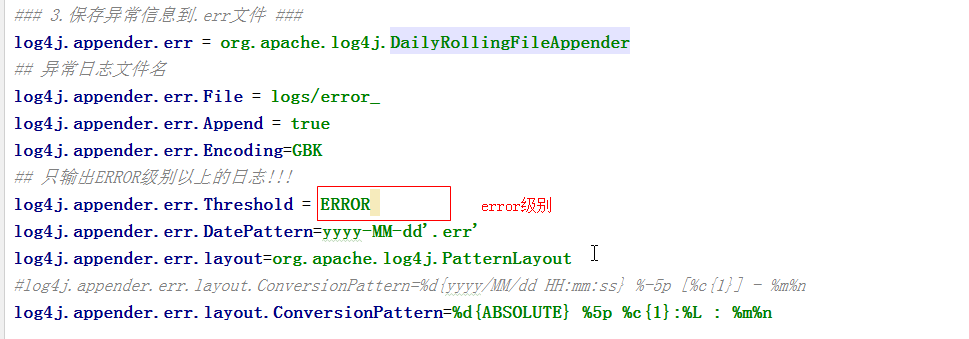 ### 3.保存异常信息到.err文件 ###
log4j.appender.err = org.apache.log4j.DailyRollingFileAppender
## 异常日志文件名
log4j.appender.err.File = logs/error_
log4j.appender.err.Append = true
log4j.appender.err.Encoding=GBK
## 只输出ERROR级别以上的日志!!!
log4j.appender.err.Threshold = ERROR error级别
log4j.appender.err.DatePattern=yyyy-MM-dd'.err'
log4j.appender.err.layout=org.apache.log4j.PatternLayout
#log4j.appender.err.layout.ConversionPattern=%d{yyyy/MM/dd HH:mm:ss} %-5p [%c{1}] - %m%n
log4j.appender.err.layout.ConversionPattern=%d{ABSOLUTE} %5p %c{1}:%L : %m%n